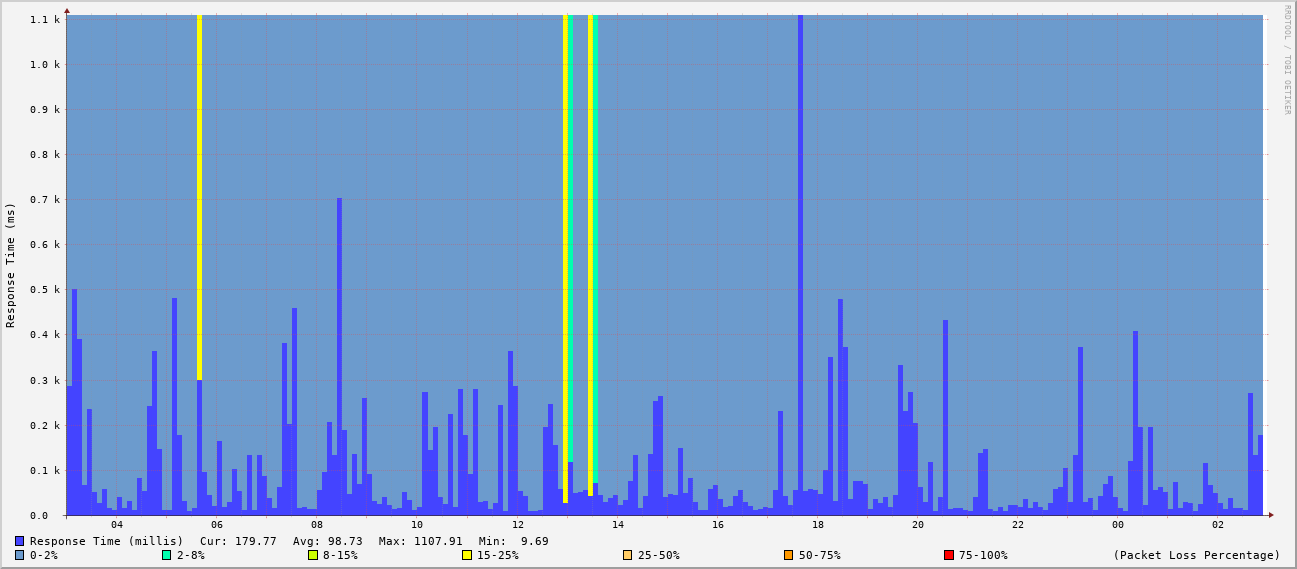 RRDTOOL / TOBI OETIKER
Response Time (ms)
1.1 k
1.0 k
0.9 k
0.8 k
0.7 k
0.6 k
0.5 k
0.4 k
0.3 k
0.2 k
0.1 k
0.0
04 06 08 10 12 14 16 18 20 22 00 02
Response Time (millis) Cur: 179.77 Avg: 98.73 Max: 1107.91 Min: 9.69
0-2% 2-8% 8-15% 15-25% 25-50% 50-75% 75-100% (Packet Loss Percentage)